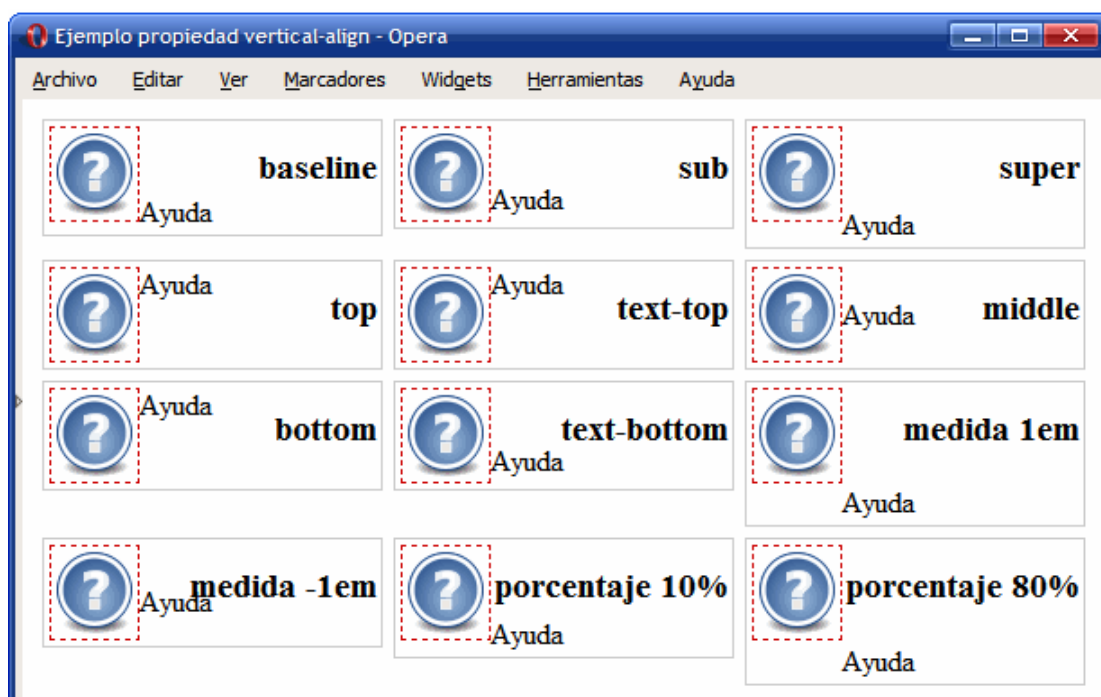 Ejemplo propiedad vertical-align - Opera
Archivo Editar Ver Marcadores Widgets Herramientas Ayuda
baseline
Ayuda
sub
Ayuda
super
Ayuda
Ayuda
top
Ayuda
text-top
Ayuda middle
Ayuda
bottom
text-bottom
Ayuda
medida 1em
Ayuda
medida -1em
Ayuda
porcentaje 10%
Ayuda
porcentaje 80%
Ayuda